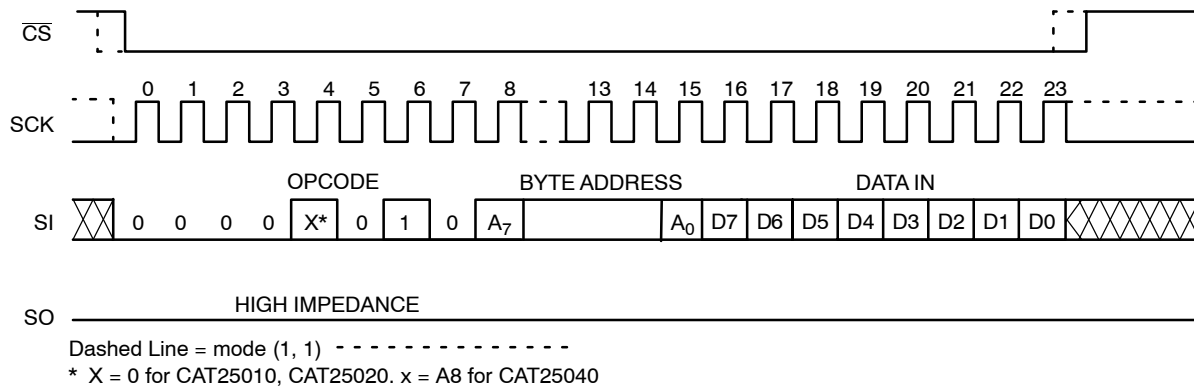 CS
0 1 2 3 4 5 6 7 8 13 14 15 16 17 18 19 20 21 22 23
SCK
OPCODE BYTE ADDRESS DATA IN
SI 0 0 0 0 X* 0 1 0 A7 A0 D7 D6 D5 D4 D3 D2 D1 D0
HIGH IMPEDANCE
SO
Dashed Line = mode (1, 1) - - - - - - - - - - - - - - -
* X = 0 for CAT25010, CAT25020. x = A8 for CAT25040